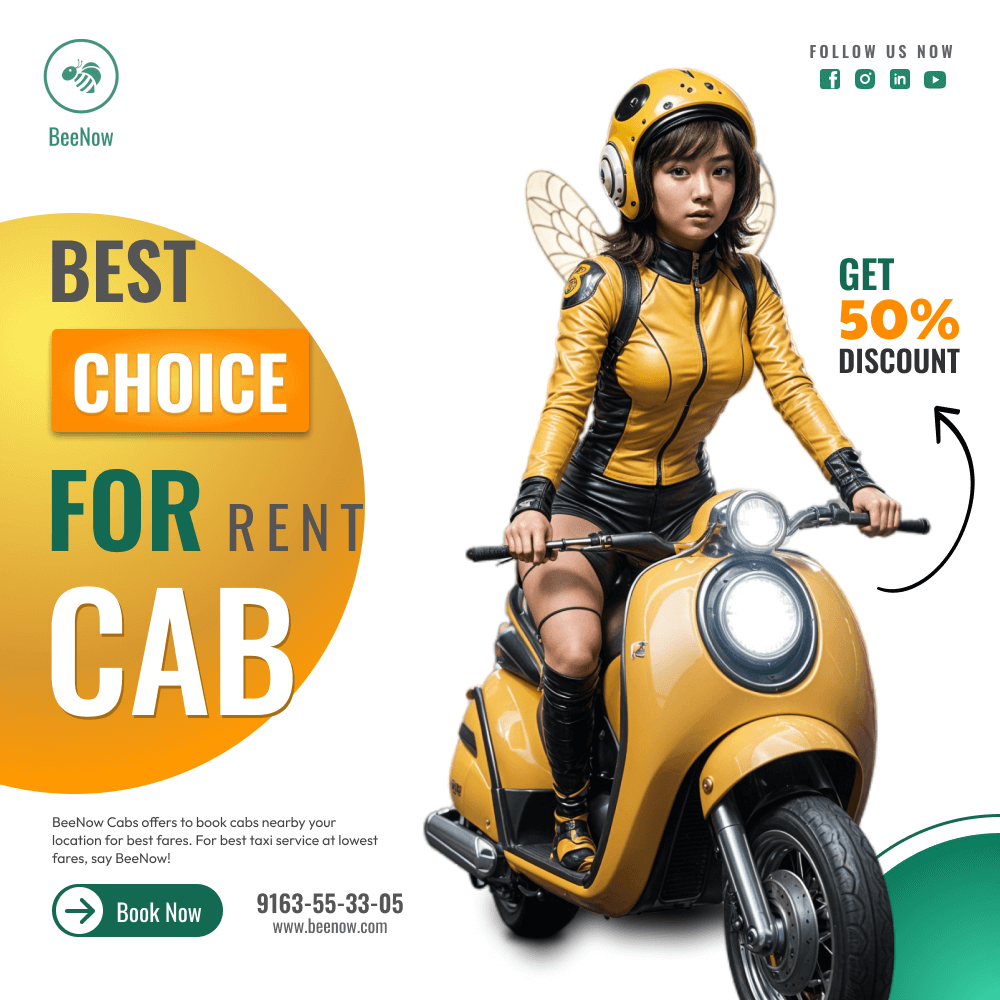 BeeNow
FOLLOW US NOW
BEST
CHOICE
FOR RENT
CAB
GET
50%
DISCOUNT
BeeNow Cabs offers to book cabs nearby your
location for best fares. For best taxi service at lowest
fares, say BeeNow!
Book Now
9163-55-33-05
www.beenow.com